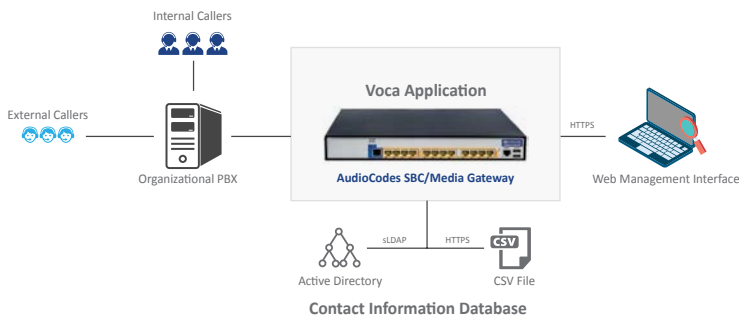 Internal Callers
External Callers
Organizational PBX
Voca Application
AudioCodes SBC/Media Gateway
HTTPS
Web Management Interface
sLDAP
HTTPS
CSV
Active Directory
CSV File
Contact Information Database